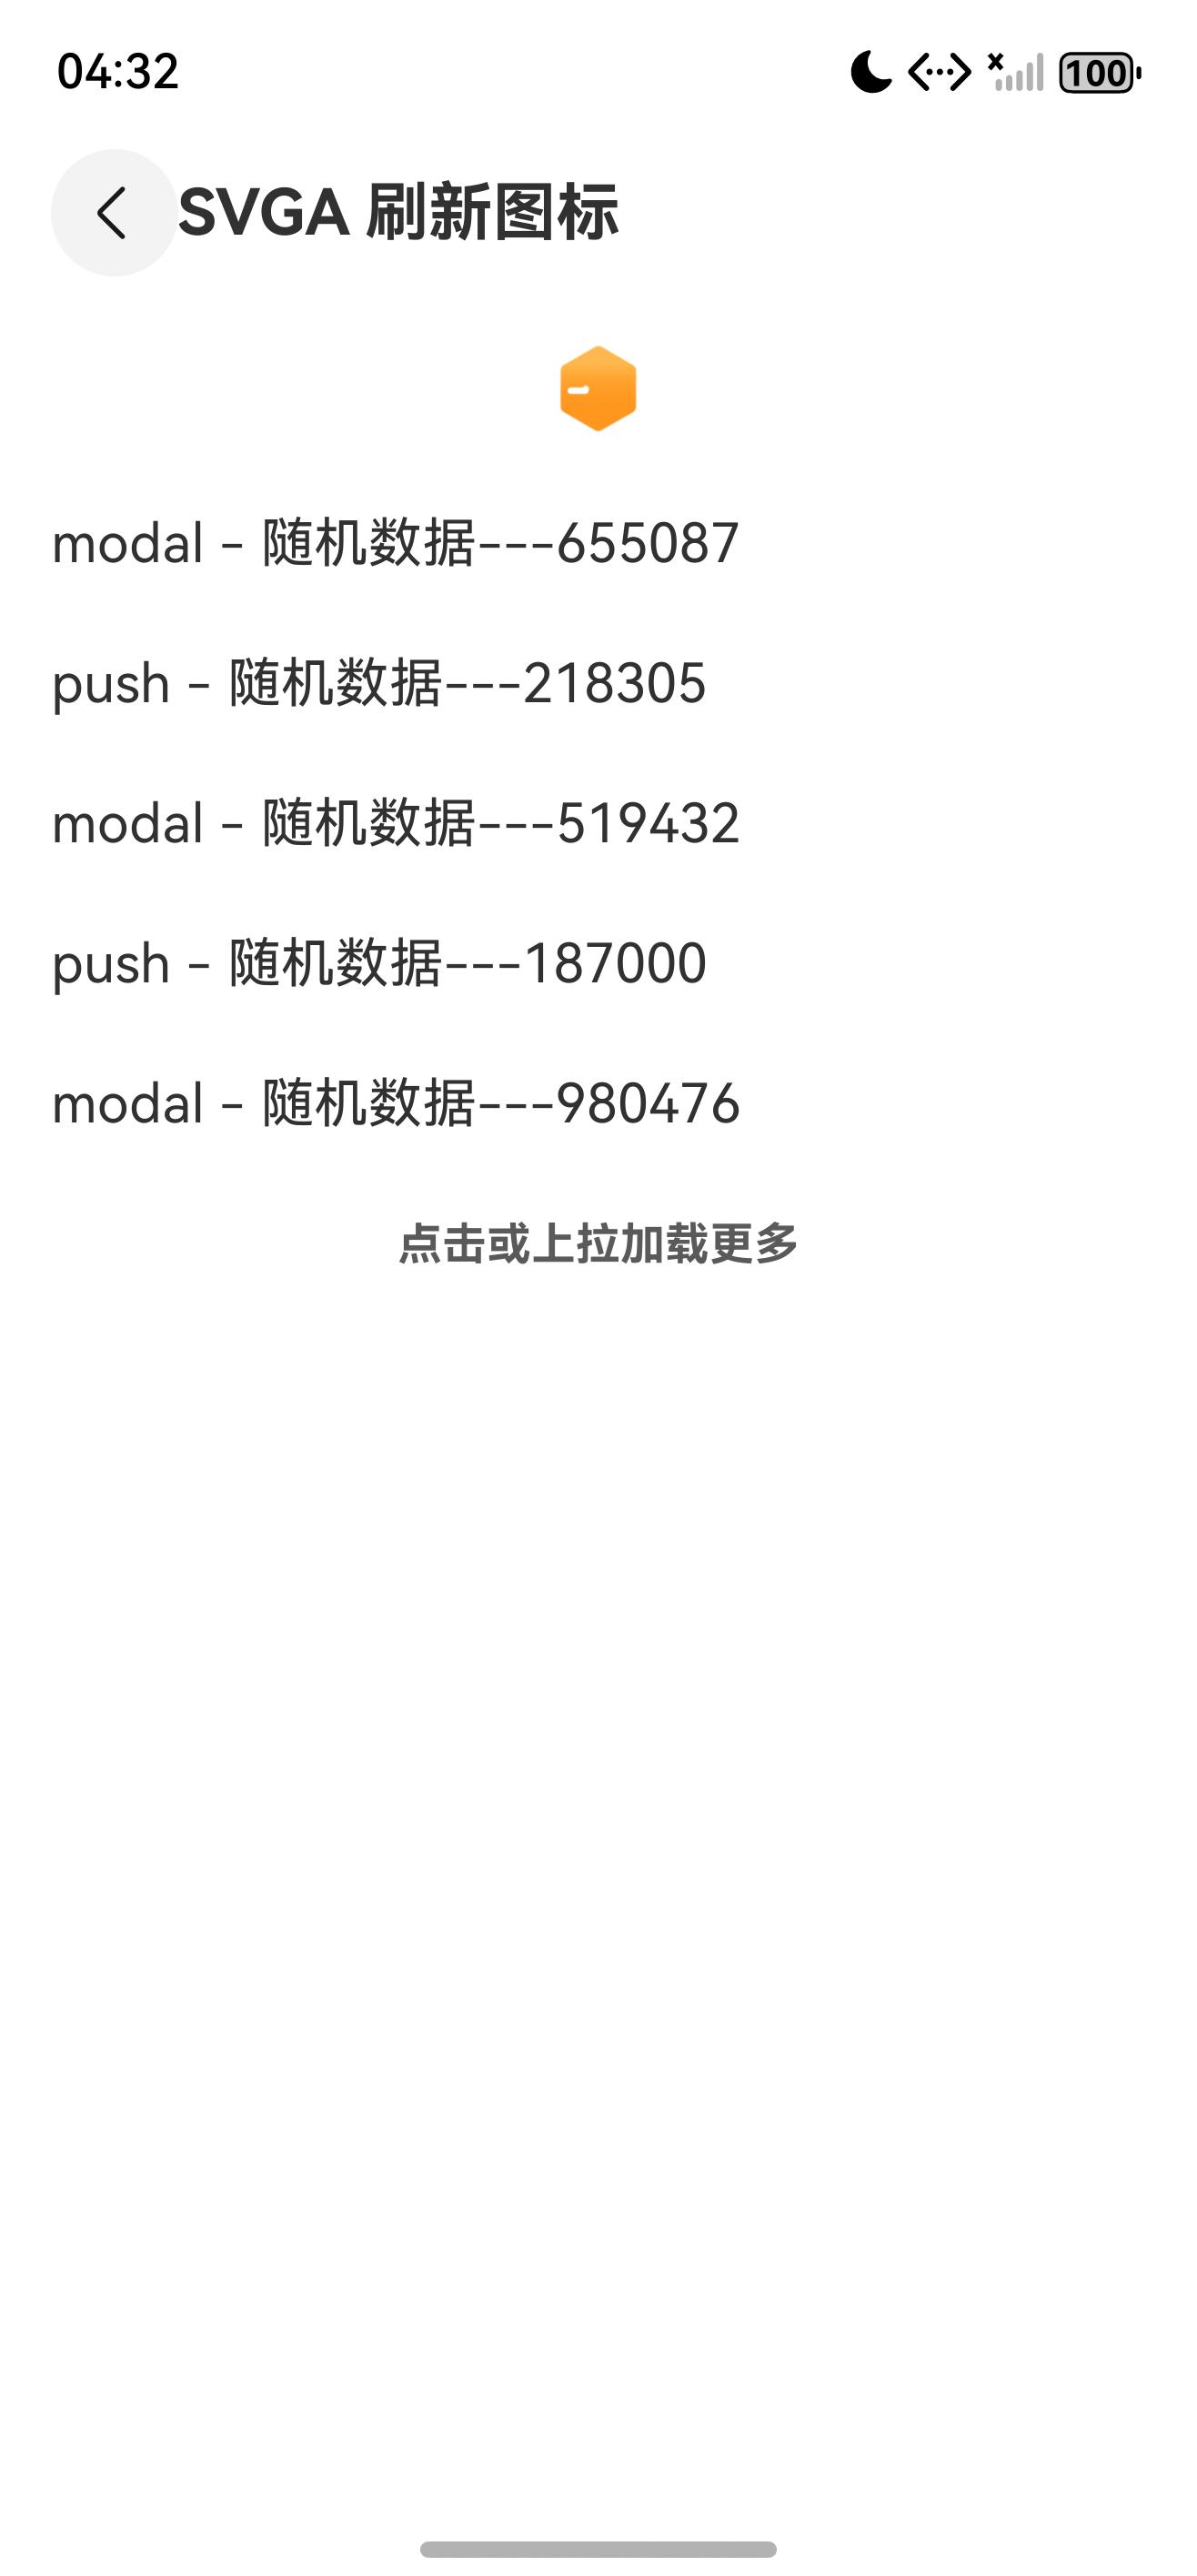 04:32
100
SVGA 刷新图标
modal - 随机数据---655087
push - 随机数据---218305
modal - 随机数据---519432
push - 随机数据---187000
modal - 随机数据---980476
点击或上拉加载更多